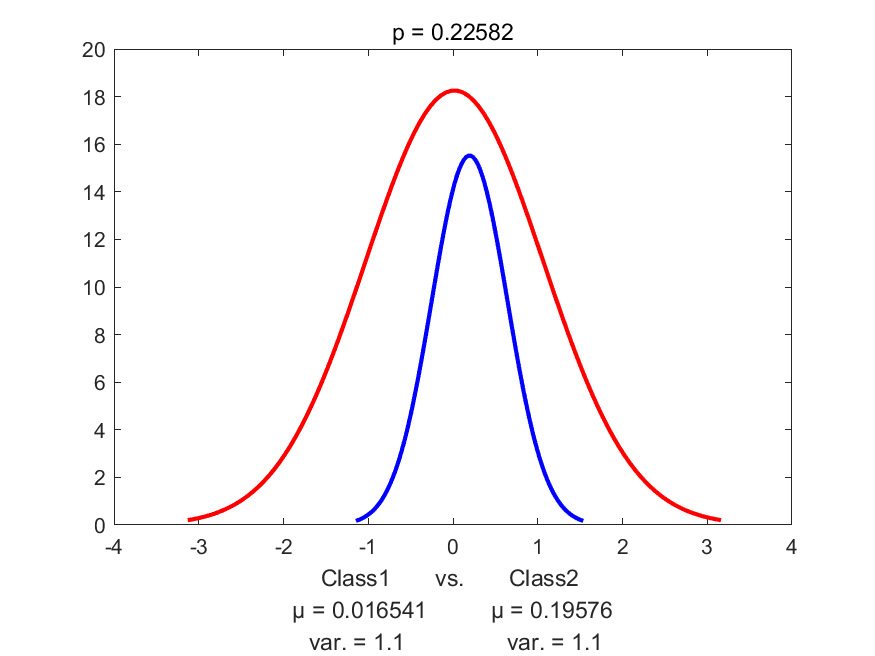 p = 0.22582
20
18
16
14
12
10
8
6
4
2
0
-4 -3 -2 -1 0 1 2 3 4
Class1 vs. Class2
μ = 0.016541 μ = 0.19576
var. = 1.1 var. = 1.1